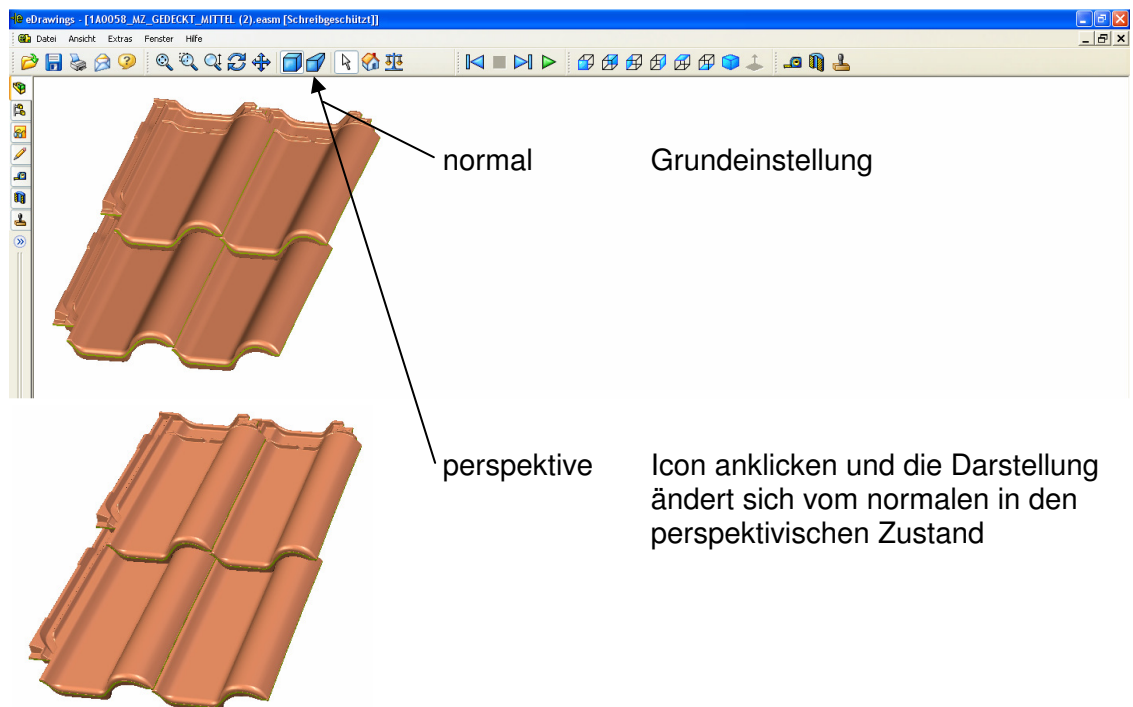 eDrawings - [1A0058_MZ_GEDECKT_MITTEL (2).easm [Schreibgeschützt]]
Datei Ansicht Extras Fenster Hilfe
normal Grundeinstellung
perspektive Icon anklicken und die Darstellung
ändert sich vom normalen in den
perspektivischen Zustand